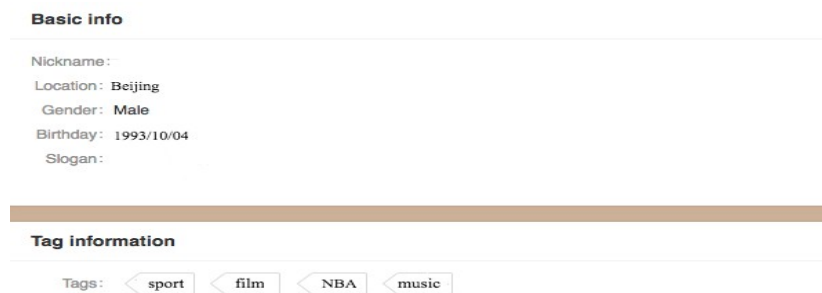 Basic info
Nickname:
Location: Beijing
Gender: Male
Birthday: 1993/10/04
Slogan:
Tag information
Tags: sport film NBA music